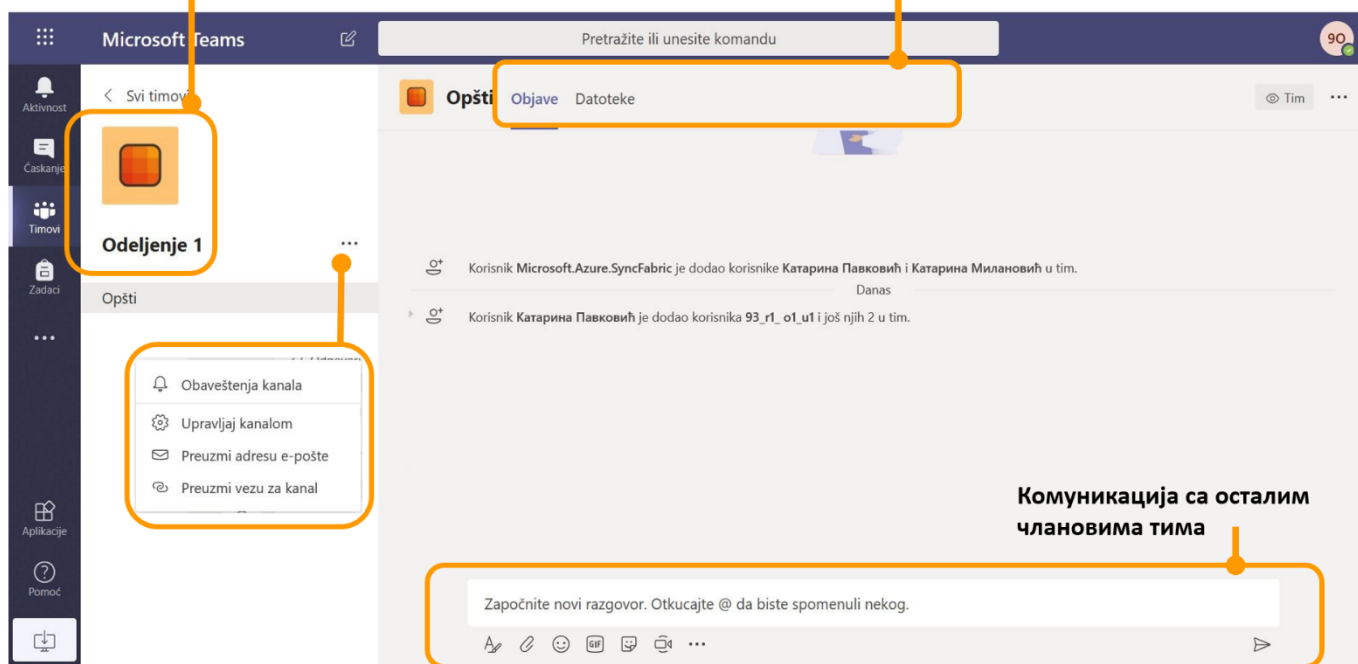 Microsoft Teams
Pretražite ili unesite komandu
9O
Aktivnost
Ćaskanje
Timovi
Zadaci
Aplikacije
Pomoć
Svi timovi
Odeljenje 1
Opšti
Obaveštenja kanala
Upravljaj kanalom
Preuzmi adresu e-pošte
Preuzmi vezu za kanal
Opšti Objave Datoteke
Tim
Korisnik Microsoft.Azure.SyncFabric je dodao korisnike Катарина Павковић i Катарина Милановић u tim.
Danas
Korisnik Катарина Павковић je dodao korisnika 93_r1_ o1_u1 i još njih 2 u tim.
Комуникација са осталим
члановима тима
Započnite novi razgovor. Otkucajte @ da biste spomenuli nekog.
GIF